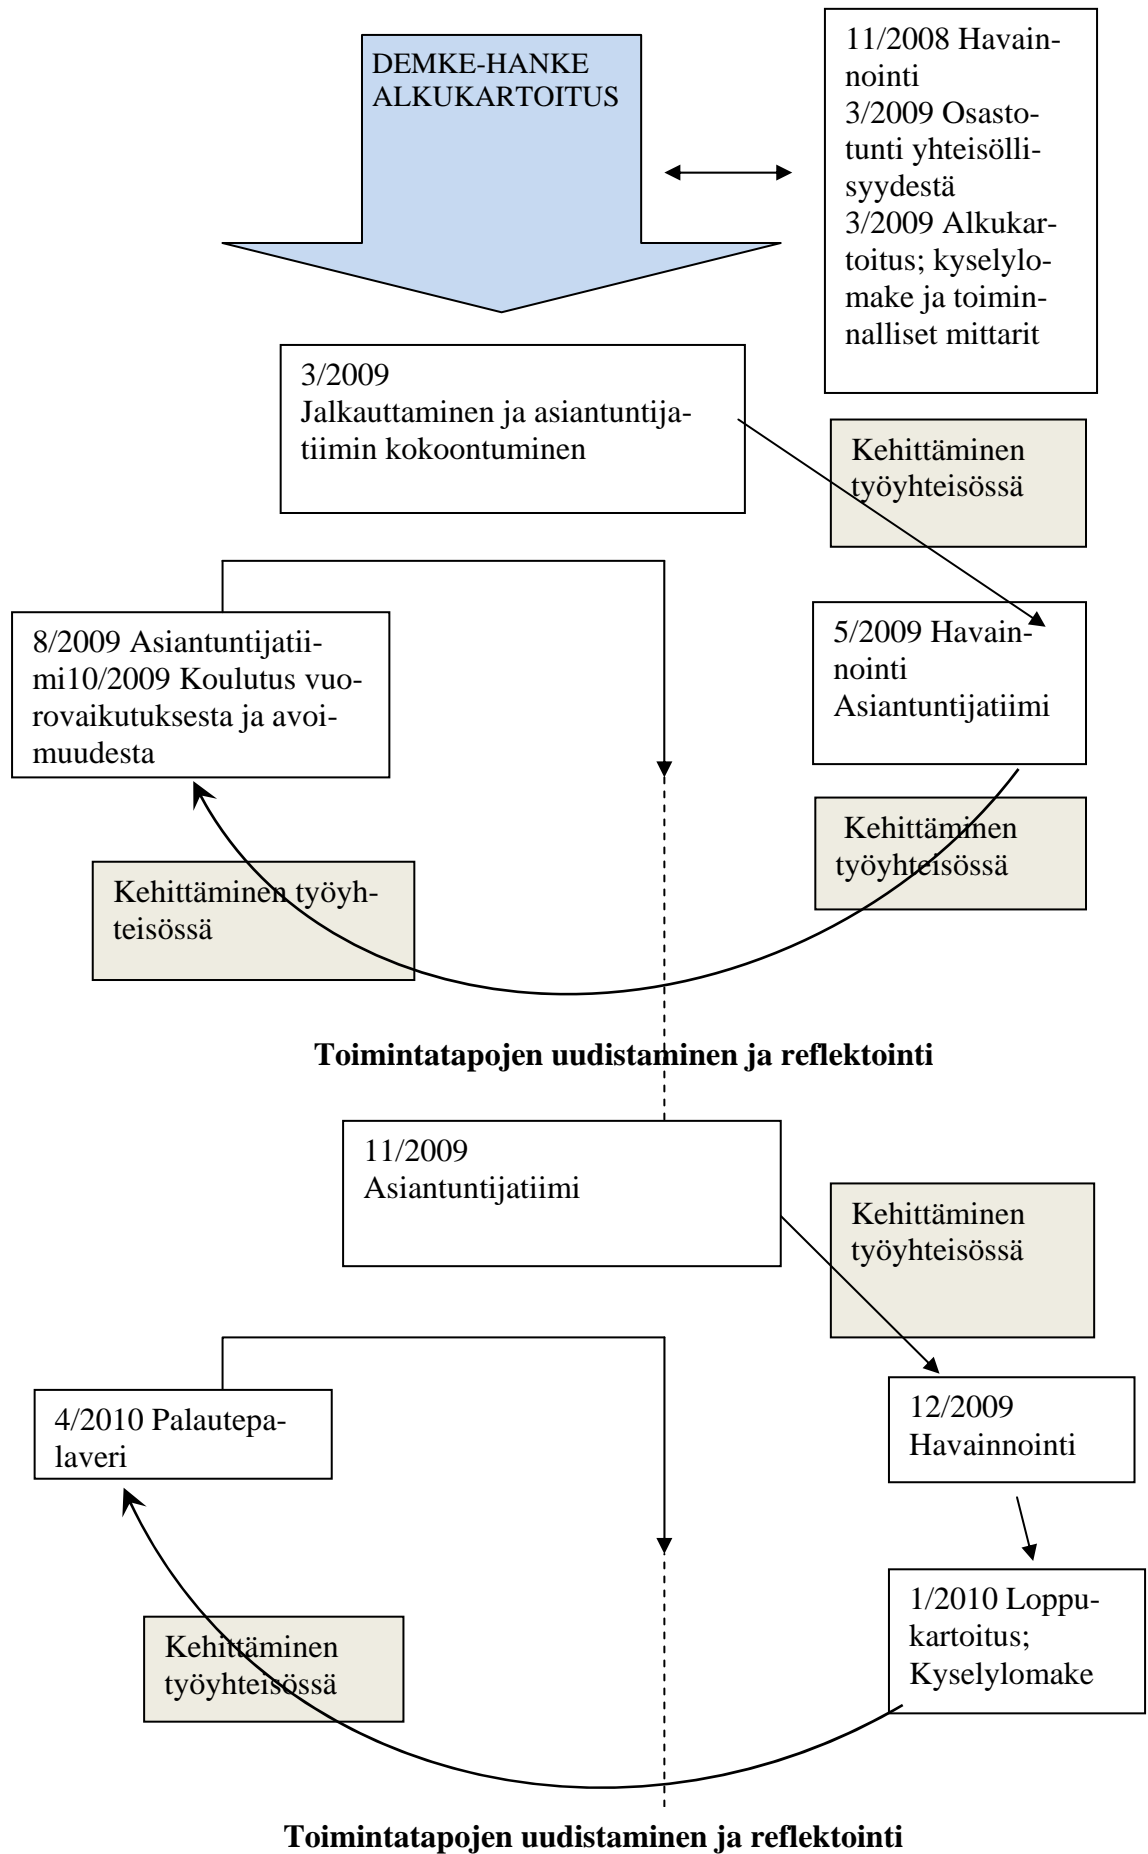 DEMKE-HANKE
ALKUKARTOITUS
11/2008 Havain-
nointi
3/2009 Osasto-
tunti yhteisölli-
syydestä
3/2009 Alkukar-
toitus; kyselylo-
make ja toimin-
nalliset mittarit
3/2009
Jalkauttaminen ja asiantuntija-
tiimin kokoontuminen
Kehittäminen
työyhteisössä
8/2009 Asiantuntijatii-
mi10/2009 Koulutus vuo-
rovaikutuksesta ja avoi-
muudesta
5/2009 Havain-
nointi
Asiantuntijatiimi
Kehittäminen
työyhteisössä
Kehittäminen työyh-
teisössä
Toimintatapojen uudistaminen ja reflektointi
11/2009
Asiantuntijatiimi
Kehittäminen
työyhteisössä
4/2010 Palautepa-
laveri
12/2009
Havainnointi
1/2010 Loppu-
kartoitus;
Kyselylomake
Kehittäminen
työyhteisössä
Toimintatapojen uudistaminen ja reflektointi